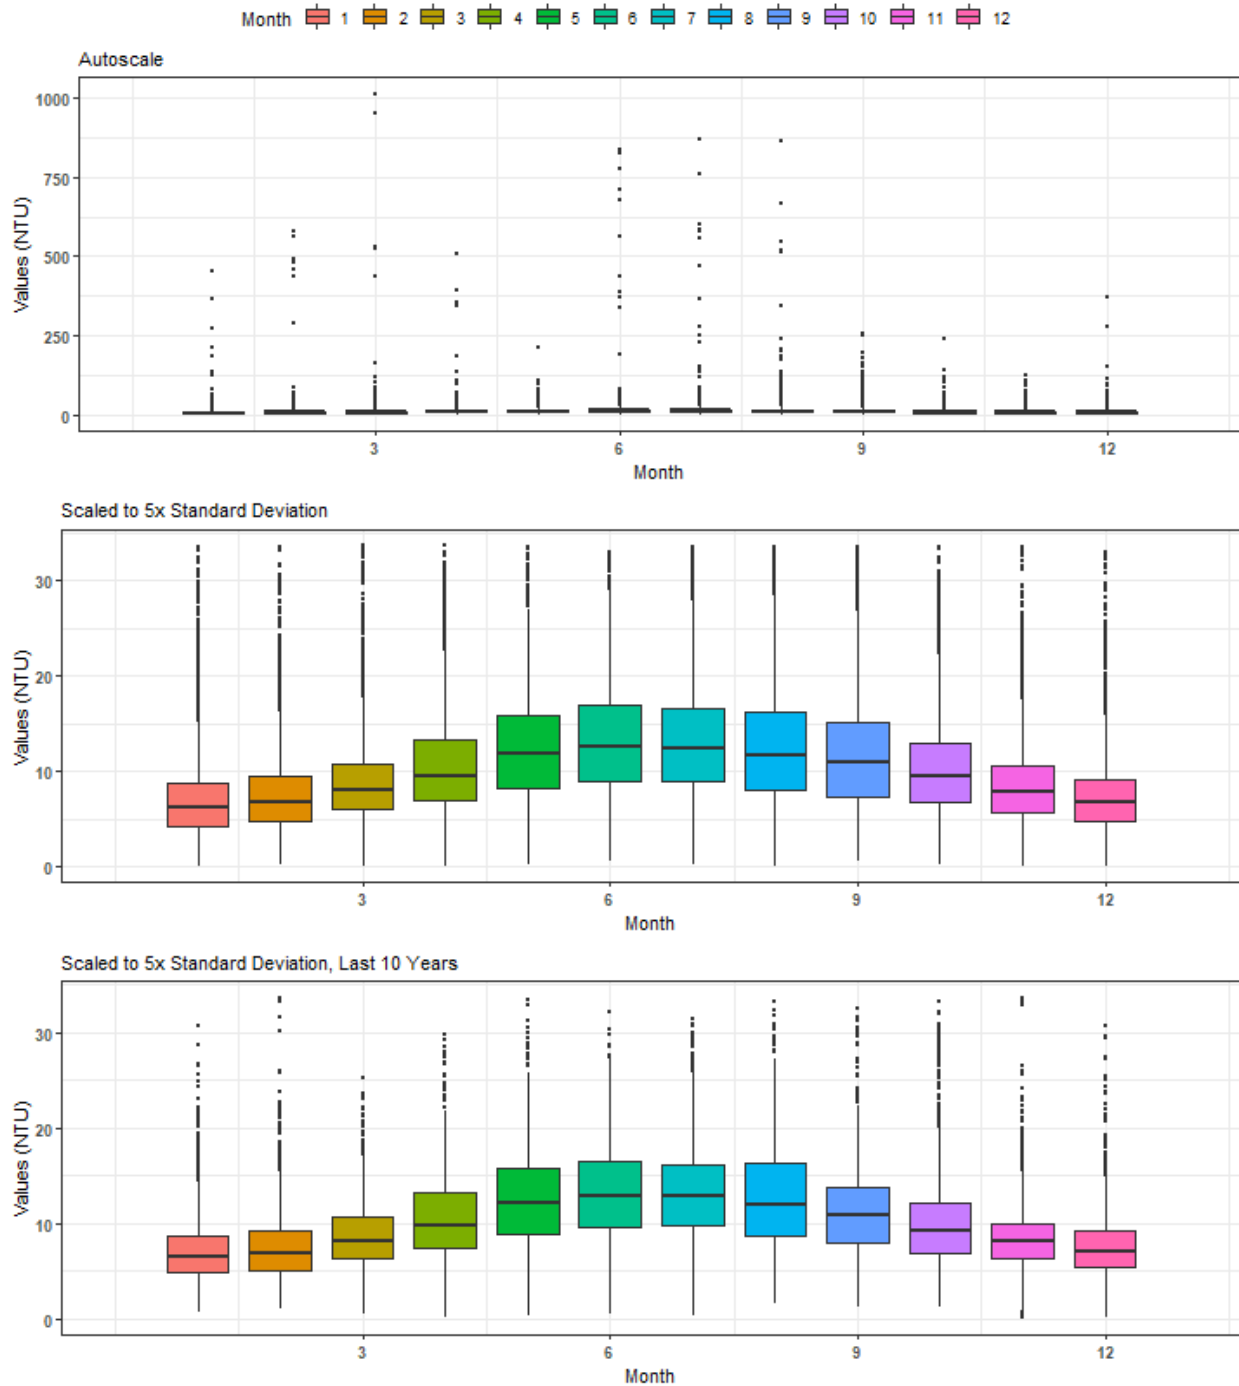 Month 1 2 3 4 5 6 7 8 9 10 11 12
Autoscale
Values (NTU)
1000
750
500
250
0
3 6 9 12
Month
Scaled to 5x Standard Deviation
Values (NTU)
30
20
10
0
3 6 9 12
Month
Scaled to 5x Standard Deviation, Last 10 Years
Values (NTU)
30
20
10
0
3 6 9 12
Month